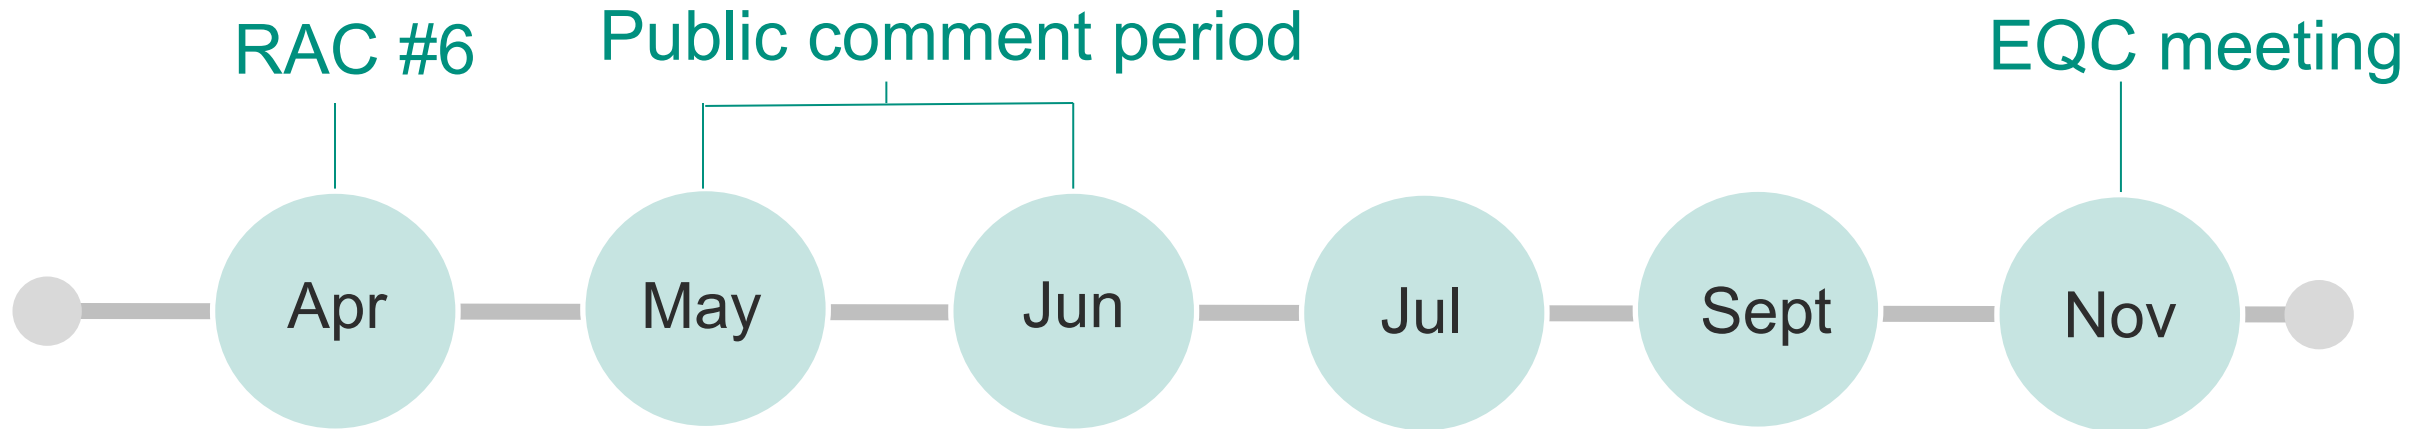 RAC #6
Public comment period
EQC meeting
Apr
May
Jun
Jul
Sept
Nov